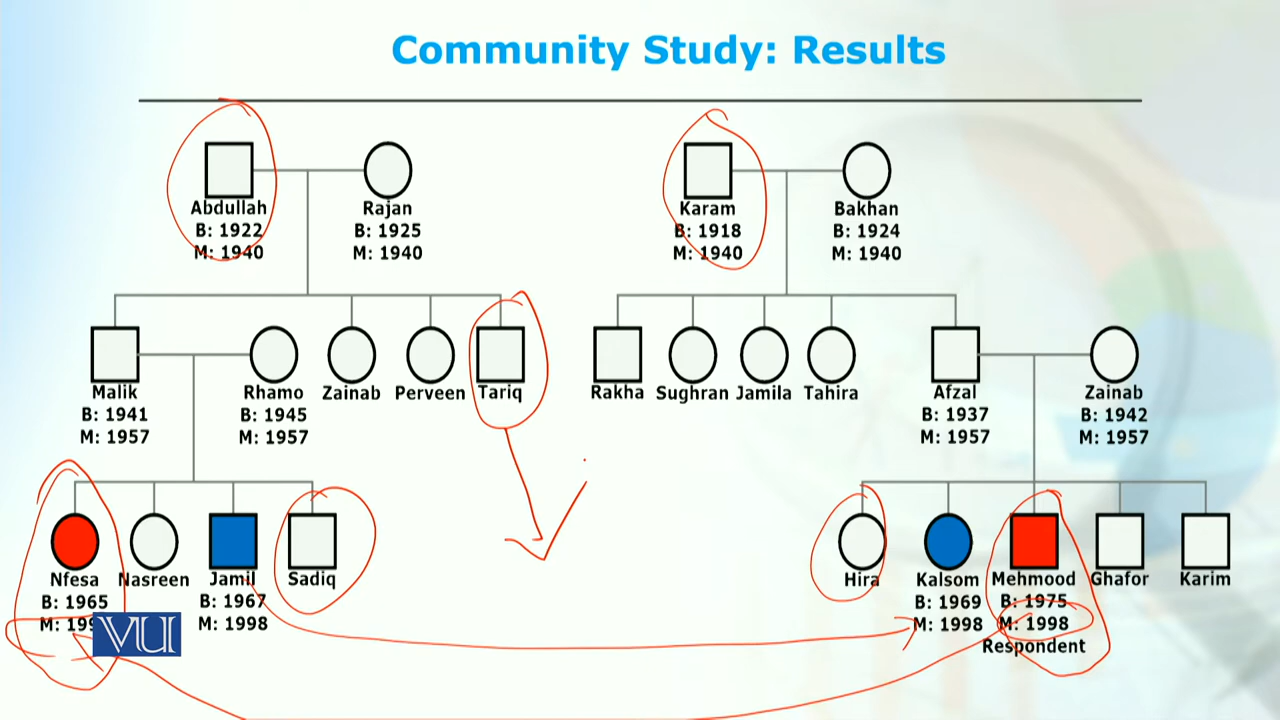 Community Study: Results
Abdullah
B: 1922
M: 1940
Rajan
B: 1925
M: 1940
Karam
B: 1918
M: 1940
Bakhan
B: 1924
M: 1940
Malik
B: 1941
M: 1957
Rhamo
B: 1945
M: 1957
Zainab
Perveen
Tariq
Rakha
Sughran
Jamila
Tahira
Afzal
B: 1937
M: 1957
Zainab
B: 1942
M: 1957
Nfesa
B: 1965
M: 199
Nasreen
Jamil
B: 1967
M: 1998
Sadiq
Hira
Kalsom
B: 1969
M: 1998
Mehmood
B: 1975
M: 1998
Respondent
Ghafor
Karim
VU